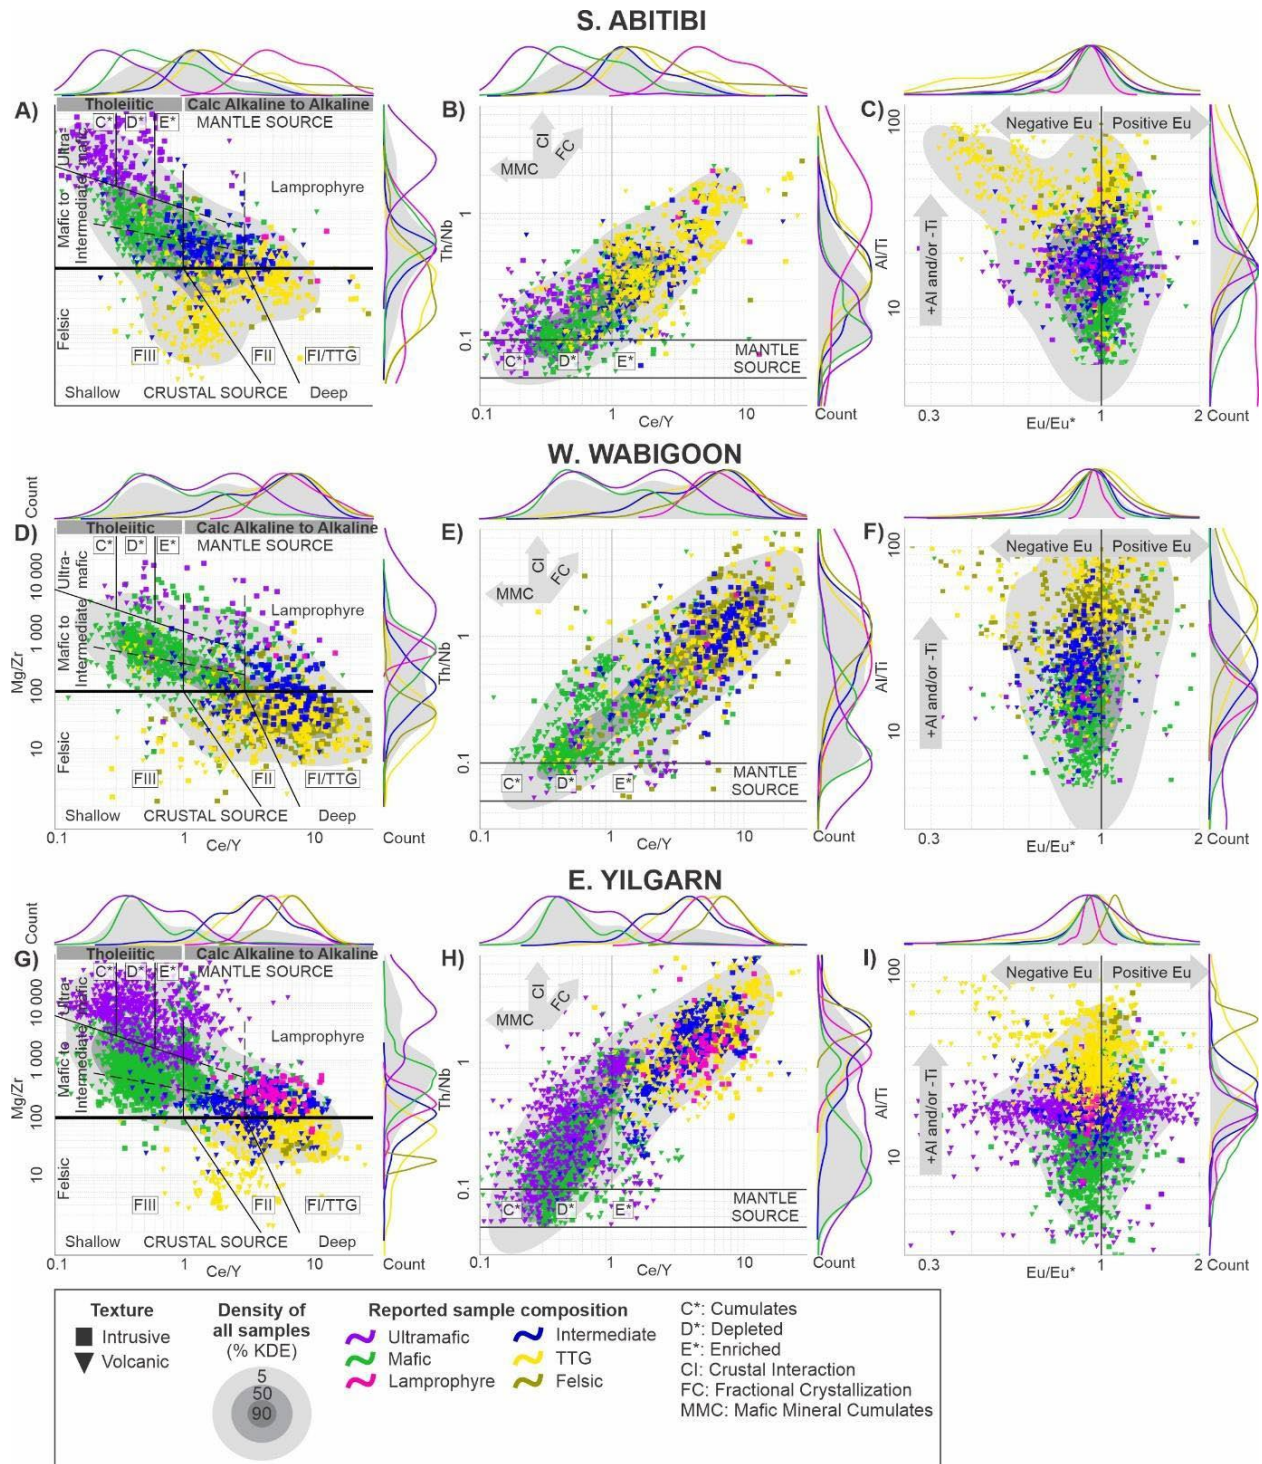 S. ABITIBI
A)
Tholeiitic
Calc Alkaline to Alkaline
C*
D*
E*
MANTLE SOURCE
Ultra-
mafic
Mafic to
Intermediate
Felsic
Lamprophyre
FIII
FII
FI/TTG
Shallow
CRUSTAL SOURCE
Deep
B)
CI
FC
MMC
Th/Nb
1
0.1
C*
D*
E*
MANTLE
SOURCE
0.1
1
10
Ce/Y
Count
C)
Negative Eu
Positive Eu
100
10
Al/Ti
+Al and/or -Ti
0.3
1
2
Eu/Eu*
Count
W. WABIGOON
Count
D)
Tholeiitic
Calc Alkaline to Alkaline
C*
D*
E*
MANTLE SOURCE
10 000
1 000
100
10
Mg/Zr
Ultra-
mafic
Mafic to
Intermediate
Felsic
Lamprophyre
FIII
FII
FI/TTG
Shallow
CRUSTAL SOURCE
Deep
0.1
1
10
Ce/Y
Count
E)
CI
FC
MMC
Th/Nb
1
0.1
C*
D*
E*
MANTLE
SOURCE
0.1
1
10
Ce/Y
Count
F)
Negative Eu
Positive Eu
100
10
Al/Ti
+Al and/or -Ti
0.3
1
2
Eu/Eu*
Count
E. YILGARN
Count
G)
Tholeiitic
Calc Alkaline to Alkaline
C*
D*
E*
MANTLE SOURCE
10 000
1 000
100
10
Mg/Zr
Ultra-
mafic
Mafic to
Intermediate
Felsic
Lamprophyre
FIII
FII
FI/TTG
Shallow
CRUSTAL SOURCE
Deep
0.1
1
10
Ce/Y
Count
H)
CI
FC
MMC
Th/Nb
1
0.1
C*
D*
E*
MANTLE
SOURCE
0.1
1
10
Ce/Y
Count
I)
Negative Eu
Positive Eu
100
10
Al/Ti
+Al and/or -Ti
0.3
1
2
Eu/Eu*
Count
Texture
Intrusive
Volcanic
Density of
all samples
(% KDE)
5
50
90
Reported sample composition
Ultramafic
Mafic
Lamprophyre
Intermediate
TTG
Felsic
C*: Cumulates
D*: Depleted
E*: Enriched
CI: Crustal Interaction
FC: Fractional Crystallization
MMC: Mafic Mineral Cumulates